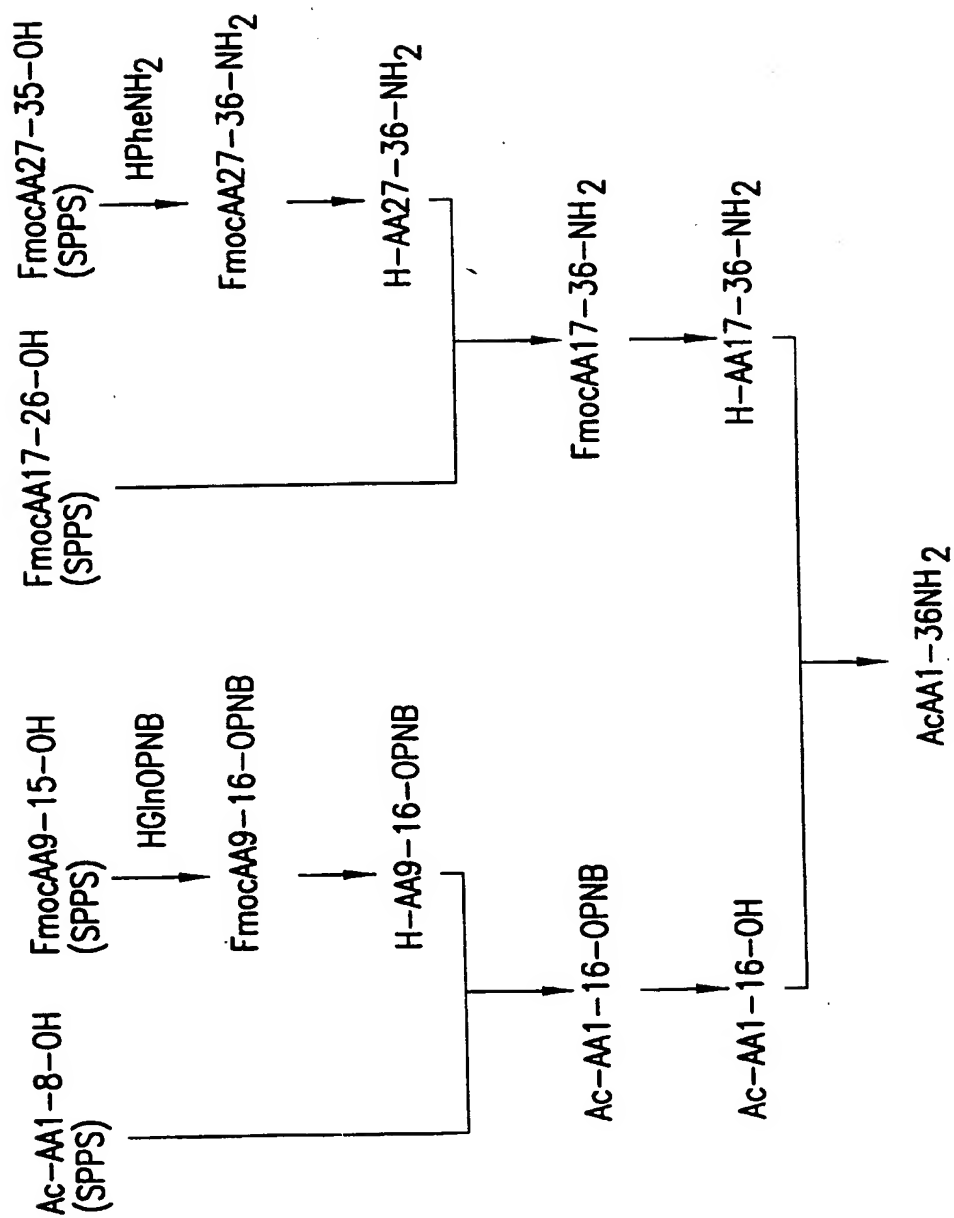 Ac-AA1-8-OH
(SPPS)
FmocAA9-15-OH
(SPPS)
HGlnOPNB
FmocAA9-16-OPNB
H-AA9-16-OPNB
Ac-AA1-16-OPNB
Ac-AA1-16-OH
FmocAA17-26-OH
(SPPS)
FmocAA27-35-OH
(SPPS)
HPheNH2
FmocAA27-36-NH2
H-AA27-36-NH2
FmocAA17-36-NH2
H-AA17-36-NH2
AcAA1-36NH2